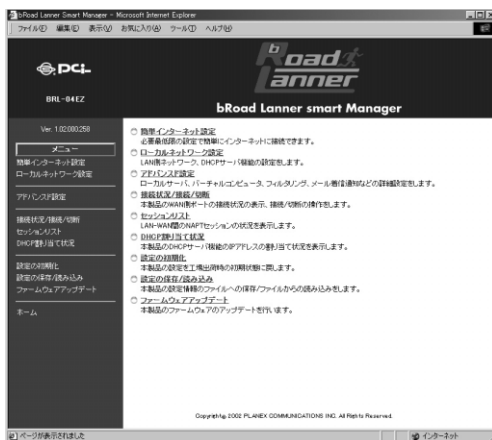 bRoad Lanner Smart Manager - Microsoft Internet Explorer
ファイル(F) 編集(E) 表示(V) お気に入り(A) ツール(T) ヘルプ(H)
PCi
BRL-04EZ
bRoad Lanner
bRoad Lanner smart Manager
Ver. 1.02.000.258
メニュー
簡単インターネット設定
ローカルネットワーク設定
アドバンスド設定
接続状況/接続/切断
セッションリスト
DHCP割り当て状況
設定の初期化
設定の保存/読み込み
ファームウェアアップデート
ホーム
簡単インターネット設定
必要最低限の設定で簡単にインターネットに接続できます。
ローカルネットワーク設定
LAN側ネットワーク、DHCPサーバ機能の設定をします。
アドバンスド設定
ローカルサーバ、バーチャルコンピュータ、フィルタリング、メール着信通知などの詳細設定をします。
接続状況/接続/切断
本製品のWAN側ポートの接続状況の表示、接続/切断の操作をします。
セッションリスト
LAN-WAN間のNAPTセッションの状況を表示します。
DHCP割り当て状況
本製品のDHCPサーバ機能のIPアドレスの割り当て状況を表示します。
設定の初期化
本製品の設定を工場出荷時の初期状態に戻します。
設定の保存/読み込み
本製品の設定情報のファイルへの保存/ファイルからの読み込みをします。
ファームウェアアップデート
本製品のファームウェアのアップデートを行います。
Copyright© 2002 PLANEX COMMUNICATIONS INC. All Rights Reserved.
ページが表示されました
インターネット